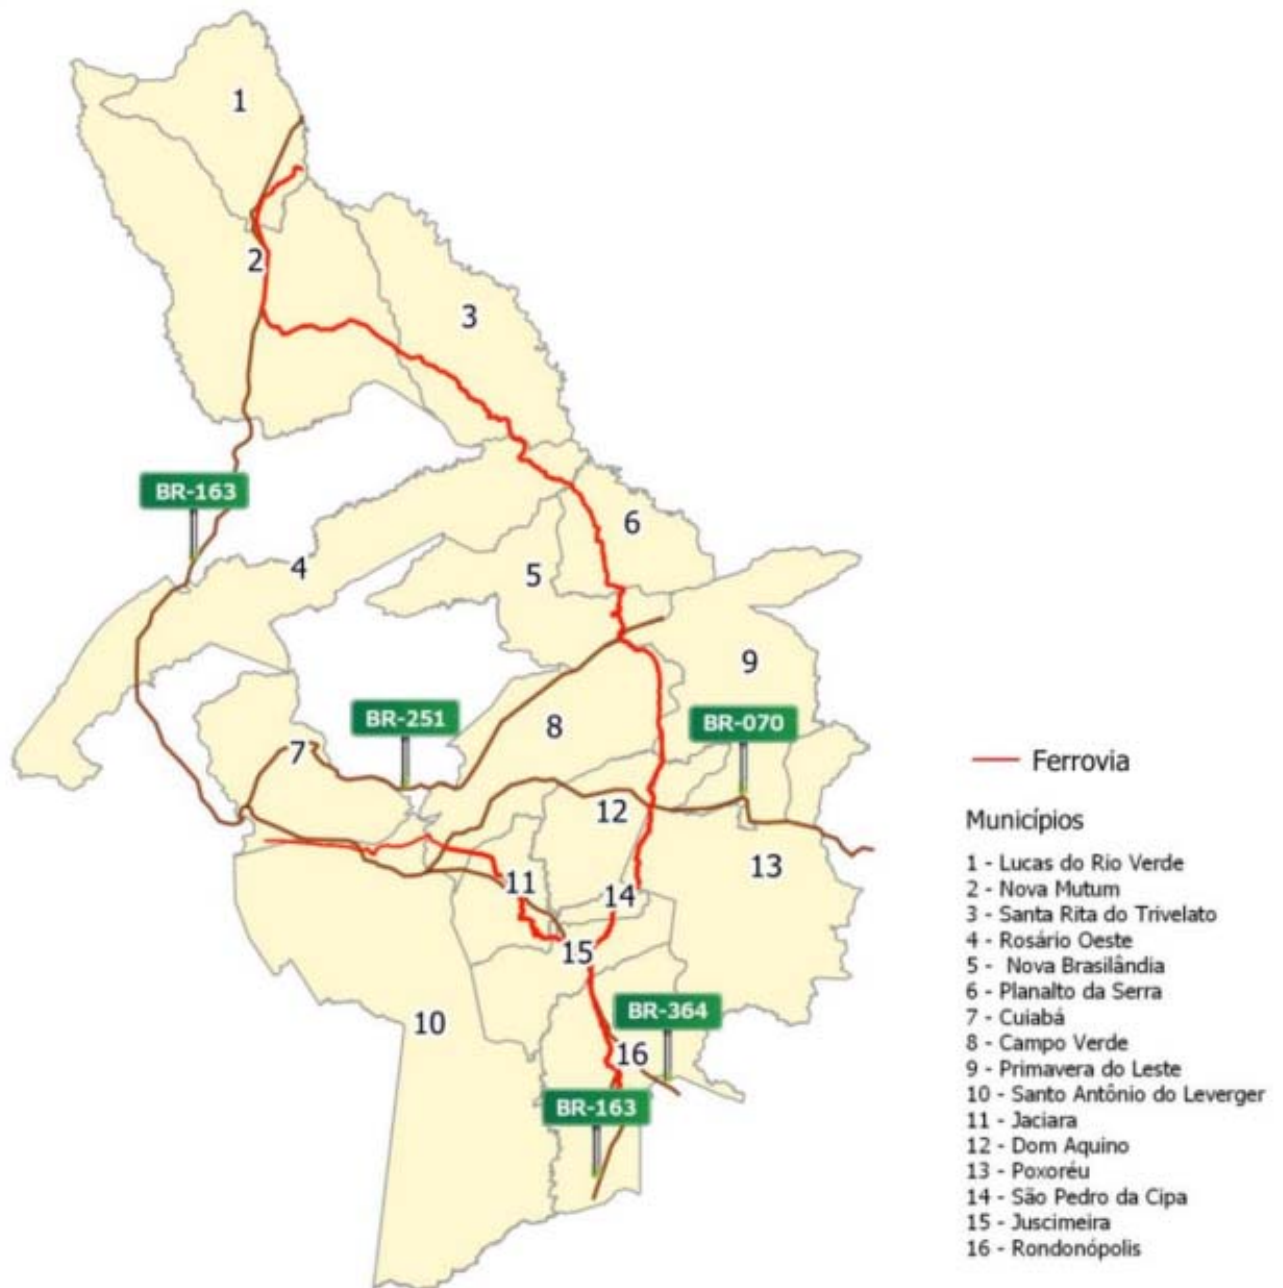 1
2
3
BR-163
6
4
5
9
BR-251
BR-070
8
7
12
13
11
14
15
BR-364
10
16
BR-163
Ferrovia
Municípios
1 - Lucas do Rio Verde
2 - Nova Mutum
3 - Santa Rita do Trivelato
4 - Rosário Oeste
5 - Nova Brasilândia
6 - Planalto da Serra
7 - Cuiabá
8 - Campo Verde
9 - Primavera do Leste
10 - Santo Antônio do Leverger
11 - Jaciara
12 - Dom Aquino
13 - Poxoréu
14 - São Pedro da Cipa
15 - Juscimeira
16 - Rondonópolis